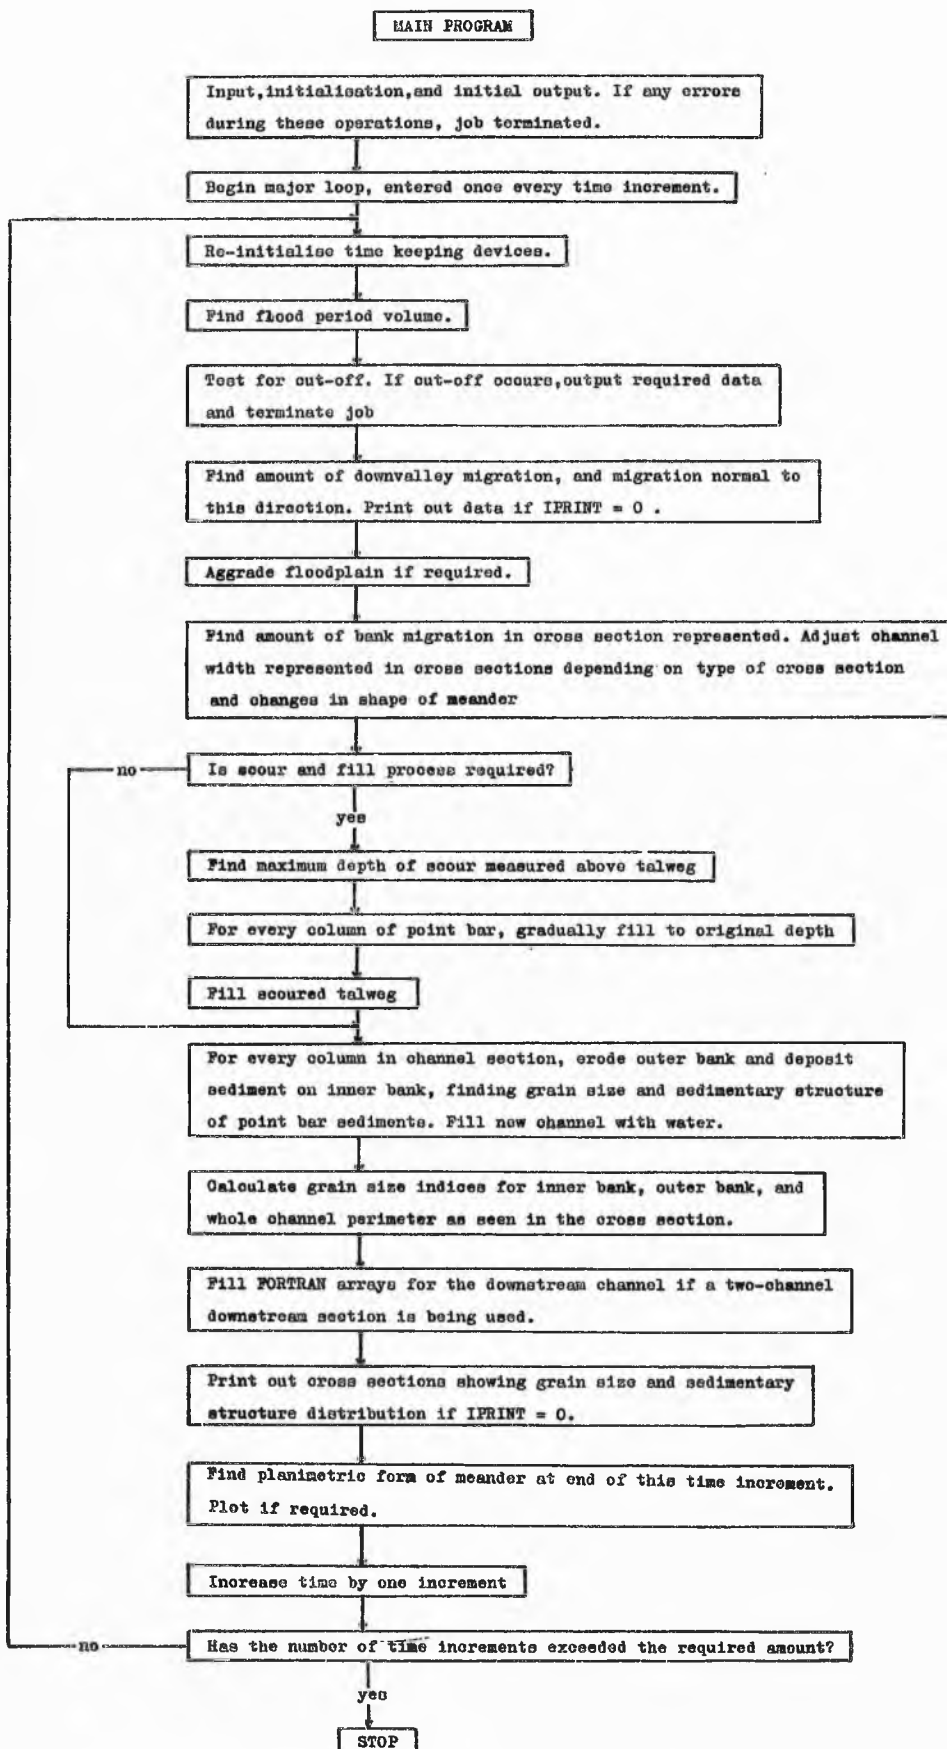 MAIN PROGRAM
Input,initialisation,and initial output. If any errors
during these operations, job terminated.
Begin major loop, entered once every time increment.
Re-initialise time keeping devices.
Find flood period volume.
Test for cut-off. If cut-off occurs,output required data
and terminate job
Find amount of downvalley migration, and migration normal to
this direction. Print out data if IPRINT = 0 .
Aggrade floodplain if required.
Find amount of bank migration in cross section represented. Adjust channel
width represented in cross sections depending on type of cross section
and changes in shape of meander
no
Is scour and fill process required?
yes
Find maximum depth of scour measured above talweg
For every column of point bar, gradually fill to original depth
Fill scoured talweg
For every column in channel section, erode outer bank and deposit
sediment on inner bank, finding grain size and sedimentary structure
of point bar sediments. Fill new channel with water.
Calculate grain size indices for inner bank, outer bank, and
whole channel perimeter as seen in the cross section.
Fill FORTRAN arrays for the downstream channel if a two-channel
downstream section is being used.
Print out cross sections showing grain size and sedimentary
structure distribution if IPRINT = 0.
Find planimetric form of meander at end of this time increment.
Plot if required.
Increase time by one increment
no
Has the number of time increments exceeded the required amount?
yes
STOP